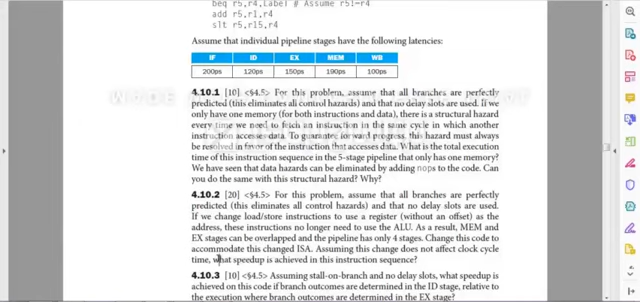 beq r5,r4,Label # Assume r5!=r4
add r5,r1,r4
slt r5,r15,r4
Assume that individual pipeline stages have the following latencies:
IF ID EX MEM WB
200ps 120ps 150ps 190ps 100ps
4.10.1 [10] <§4.5> For this problem, assume that all branches are perfectly
predicted (this eliminates all control hazards) and that no delay slots are used. If we
only have one memory (for both instructions and data), there is a structural hazard
every time we need to fetch an instruction in the same cycle in which another
instruction accesses data. To guarantee forward progress, this hazard must always
be resolved in favor of the instruction that accesses data. What is the total execution
time of this instruction sequence in the 5-stage pipeline that only has one memory?
We have seen that data hazards can be eliminated by adding nops to the code. Can
you do the same with this structural hazard? Why?
4.10.2 [20] <§4.5> For this problem, assume that all branches are perfectly
predicted (this eliminates all control hazards) and that no delay slots are used.
If we change load/store instructions to use a register (without an offset) as the
address, these instructions no longer need to use the ALU. As a result, MEM and
EX stages can be overlapped and the pipeline has only 4 stages. Change this code to
accommodate this changed ISA. Assuming this change does not affect clock cycle
time, what speedup is achieved in this instruction sequence?
4.10.3 [10] <§4.5> Assuming stall-on-branch and no delay slots, what speedup is
achieved on this code if branch outcomes are determined in the ID stage, relative to
the execution where branch outcomes are determined in the EX stage?